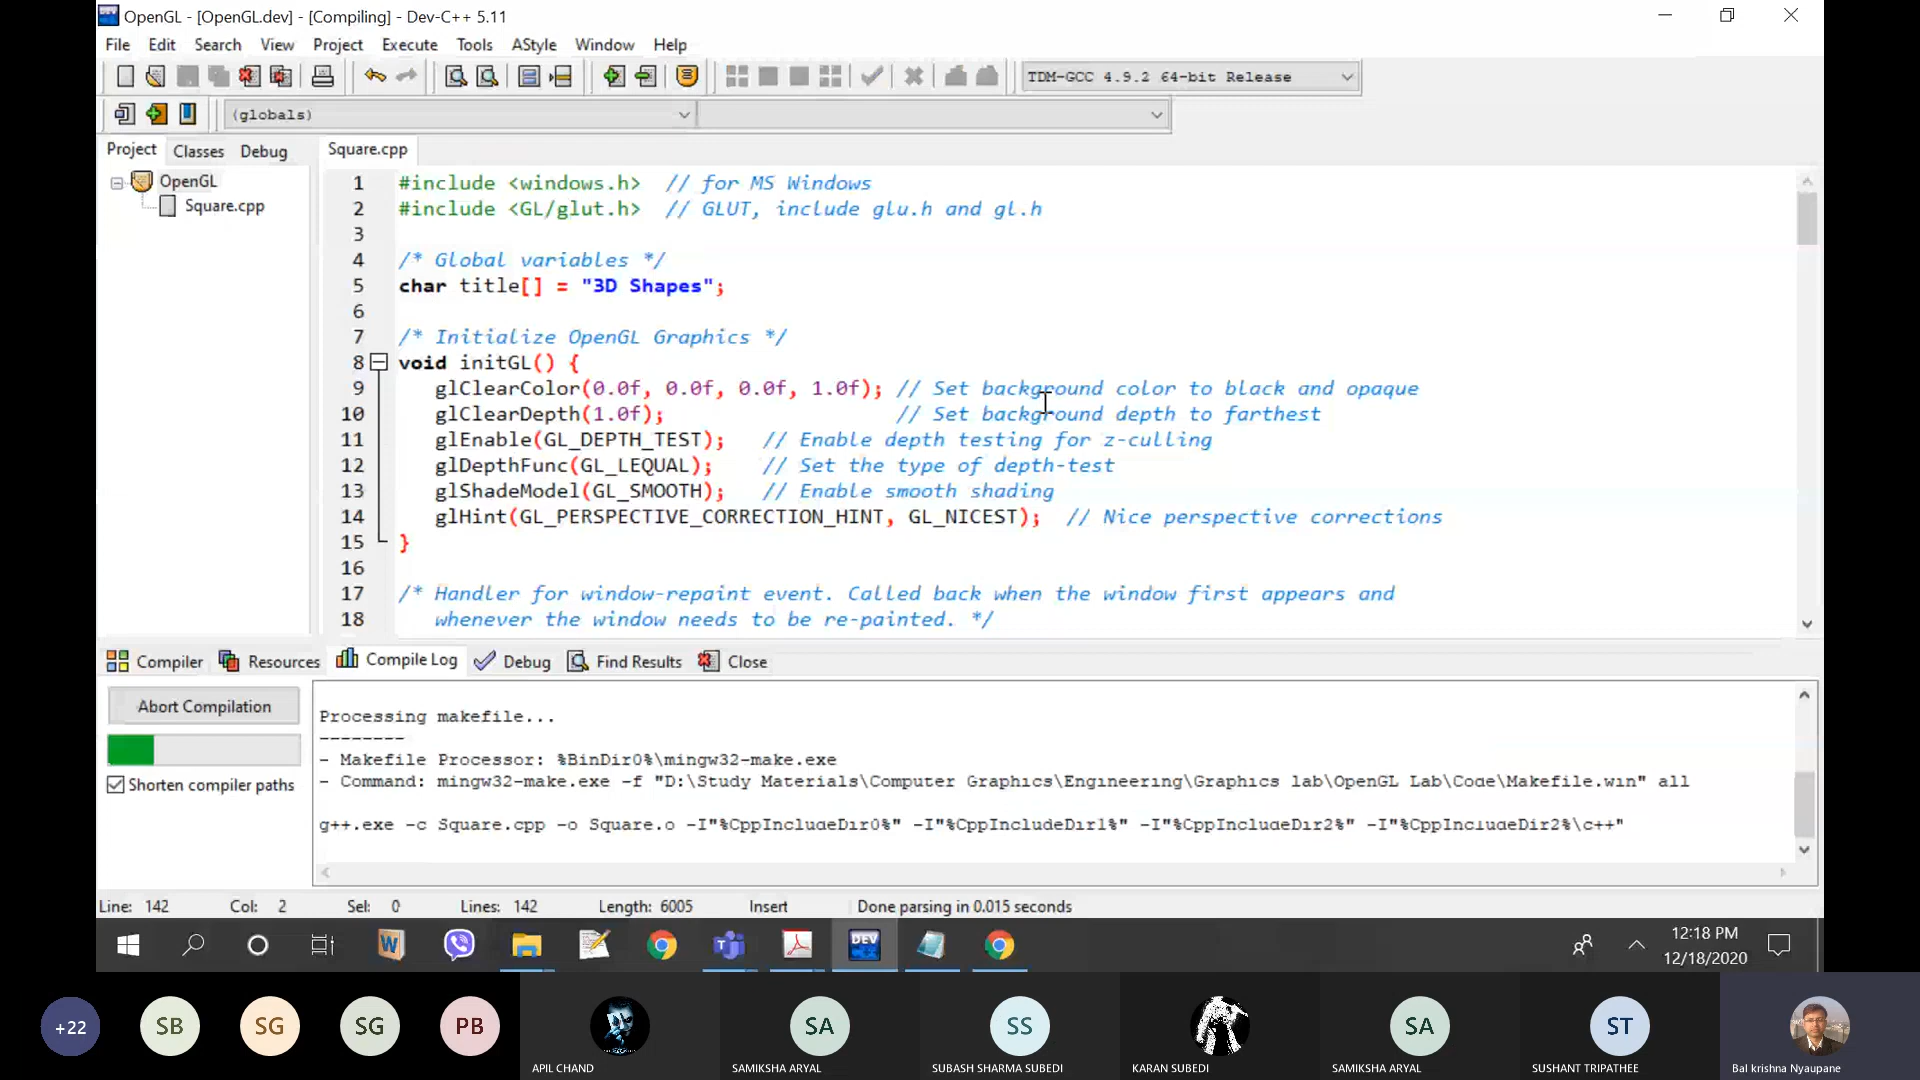 OpenGL - [OpenGL.dev] - [Compiling] - Dev-C++ 5.11
File Edit Search View Project Execute Tools AStyle Window Help
TDM-GCC 4.9.2 64-bit Release
(globals)
Project Classes Debug
Square.cpp
OpenGL
Square.cpp
1 #include <windows.h> // for MS Windows
2 #include <GL/glut.h> // GLUT, include glu.h and gl.h
3
4 /* Global variables */
5 char title[] = "3D Shapes";
6
7 /* Initialize OpenGL Graphics */
8 void initGL() {
9 glClearColor(0.0f, 0.0f, 0.0f, 1.0f); // Set background color to black and opaque
10 glClearDepth(1.0f); // Set background depth to farthest
11 glEnable(GL_DEPTH_TEST); // Enable depth testing for z-culling
12 glDepthFunc(GL_LEQUAL); // Set the type of depth-test
13 glShadeModel(GL_SMOOTH); // Enable smooth shading
14 glHint(GL_PERSPECTIVE_CORRECTION_HINT, GL_NICEST); // Nice perspective corrections
15 }
16
17 /* Handler for window-repaint event. Called back when the window first appears and
18 whenever the window needs to be re-painted. */
Compiler Resources Compile Log Debug Find Results Close
Abort Compilation
Shorten compiler paths
Processing makefile...
--------
- Makefile Processor: %BinDir0%\mingw32-make.exe
- Command: mingw32-make.exe -f "D:\Study Materials\Computer Graphics\Engineering\Graphics lab\OpenGL Lab\Code\Makefile.win" all
g++.exe -c Square.cpp -o Square.o -I"%CppIncludeDir0%" -I"%CppIncludeDir1%" -I"%CppIncludeDir2%" -I"%CppIncludeDir2%\c++"
Line: 142 Col: 2 Sel: 0 Lines: 142 Length: 6005 Insert Done parsing in 0.015 seconds
W
DEV
12:18 PM
12/18/2020
+22 SB SG SG PB SA SS SA ST
APIL CHAND SAMIKSHA ARYAL SUBASH SHARMA SUBEDI KARAN SUBEDI SAMIKSHA ARYAL SUSHANT TRIPATHEE Bal krishna Nyaupane